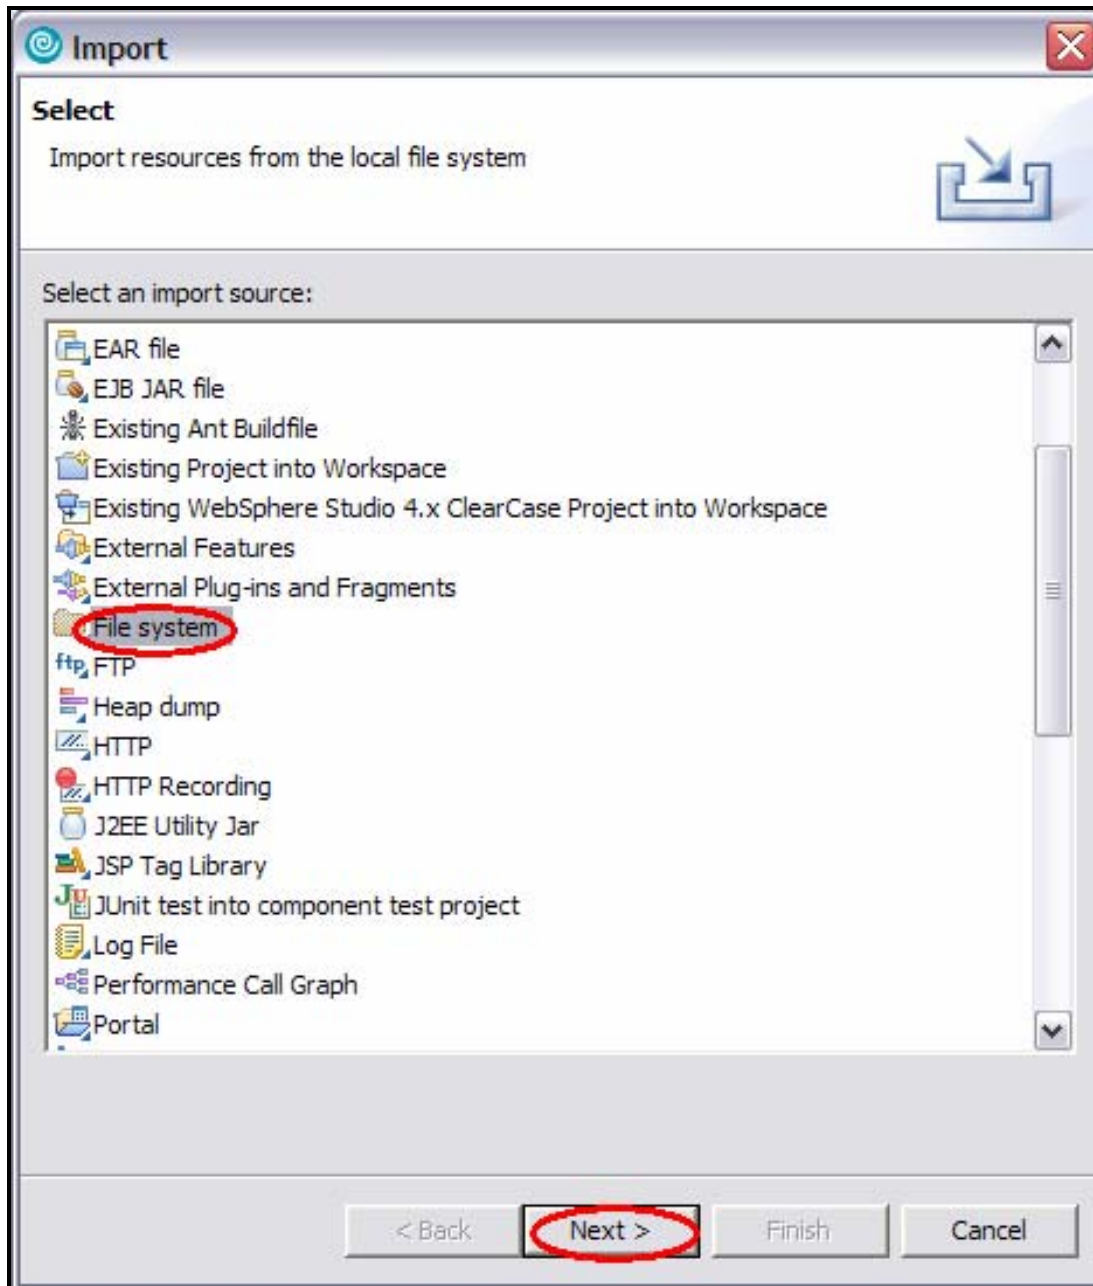 Import
Select
Import resources from the local file system
Select an import source:
EAR file
EJB JAR file
Existing Ant Buildfile
Existing Project into Workspace
Existing WebSphere Studio 4.x ClearCase Project into Workspace
External Features
External Plug-ins and Fragments
File system
ftp FTP
Heap dump
HTTP
HTTP Recording
J2EE Utility Jar
JSP Tag Library
JU JUnit test into component test project
Log File
Performance Call Graph
Portal
< Back Next > Finish Cancel